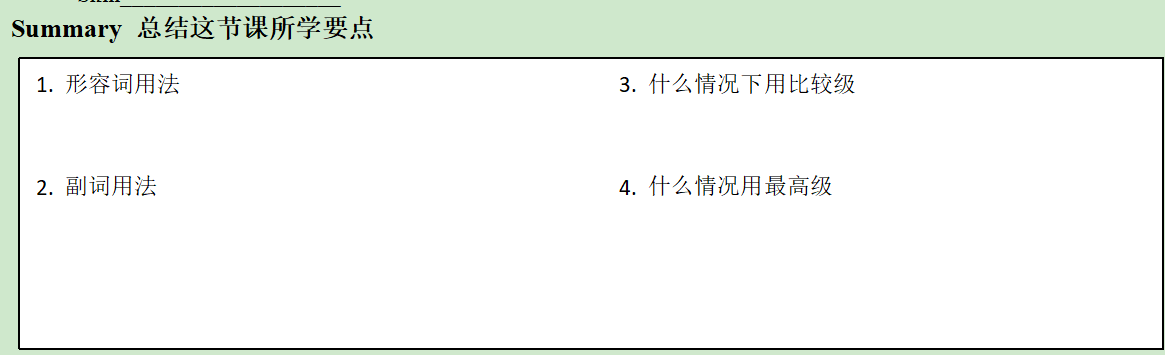 Summary 总结这节课所学要点
1. 形容词用法
3. 什么情况下用比较级
2. 副词用法
4. 什么情况用最高级